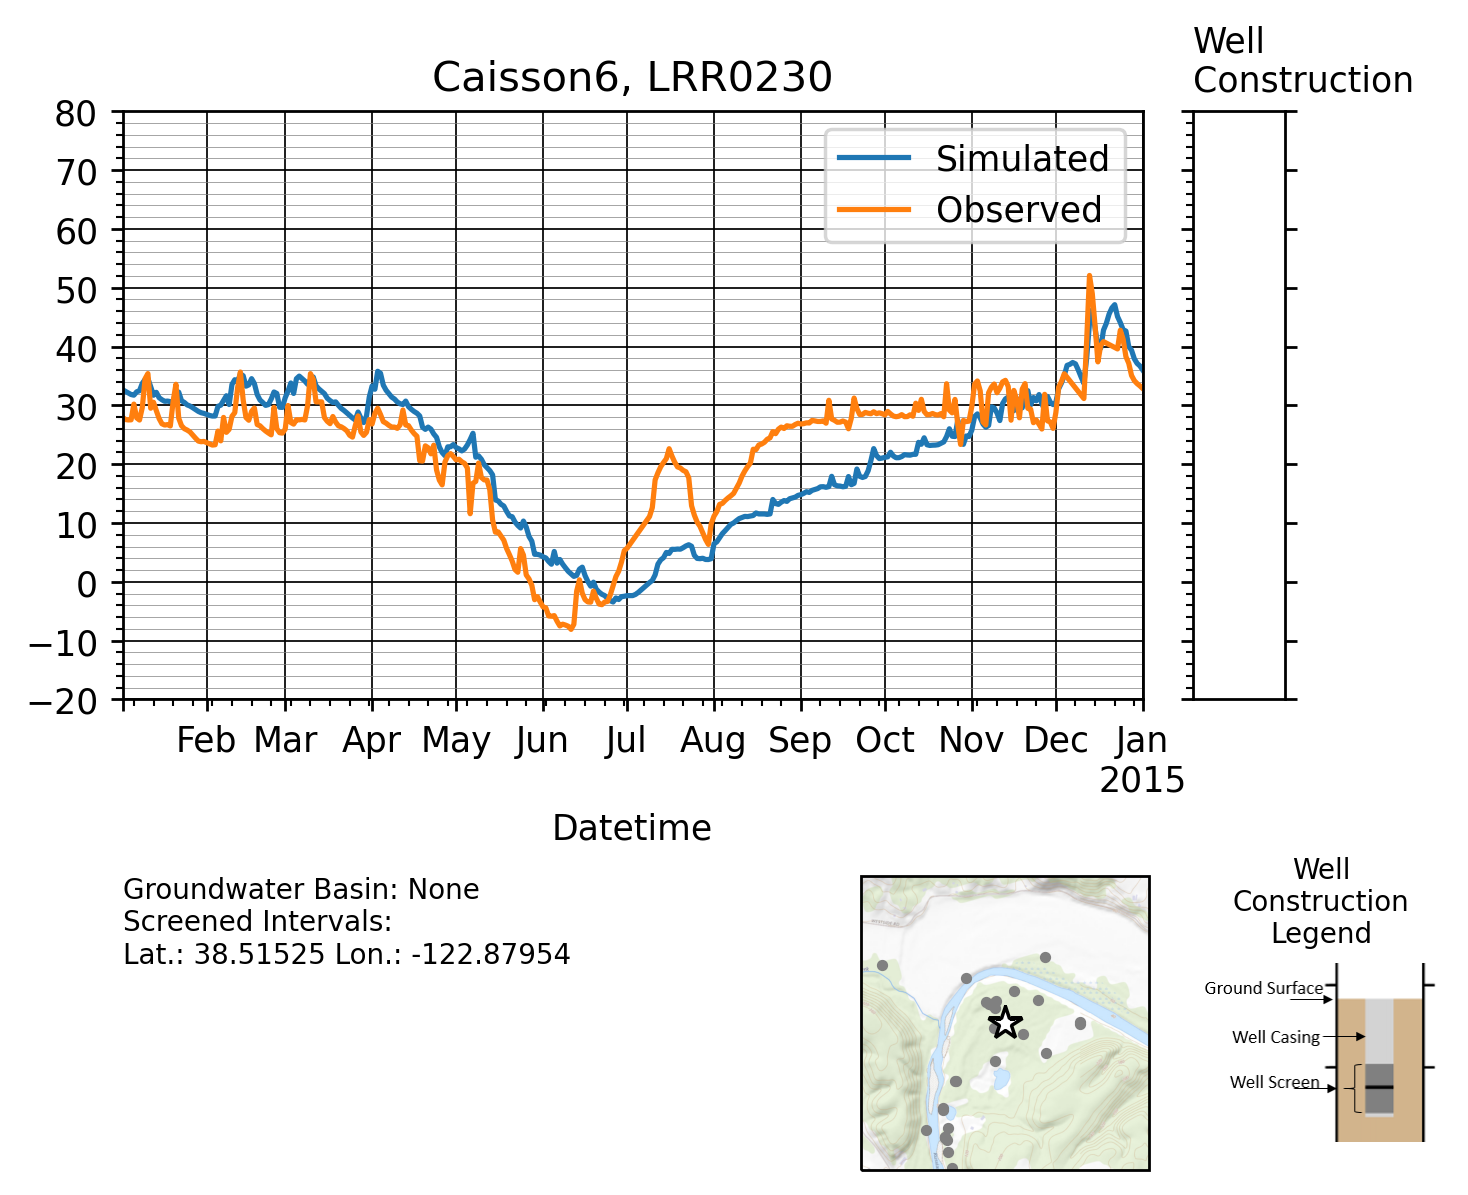 Well
Construction
Caisson6, LRR0230
80
70
60
50
40
30
20
10
0
−10
−20
Simulated
Observed
Feb Mar Apr May Jun Jul Aug Sep Oct Nov Dec Jan
2015
Datetime
Groundwater Basin: None
Screened Intervals:
Lat.: 38.51525 Lon.: -122.87954
Well
Construction
Legend
Ground Surface
Well Casing
Well Screen